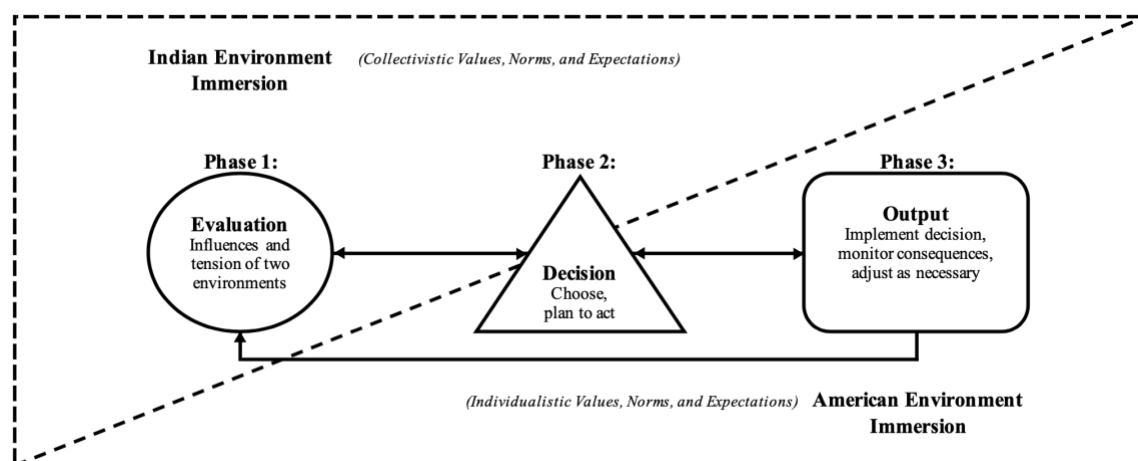 Indian Environment (Collectivistic Values, Norms, and Expectations)
Immersion
Phase 1:
Evaluation
Influences and
tension of two
environments
Phase 2:
Decision
Choose,
plan to act
Phase 3:
Output
Implement decision,
monitor consequences,
adjust as necessary
(Individualistic Values, Norms, and Expectations) American Environment
Immersion